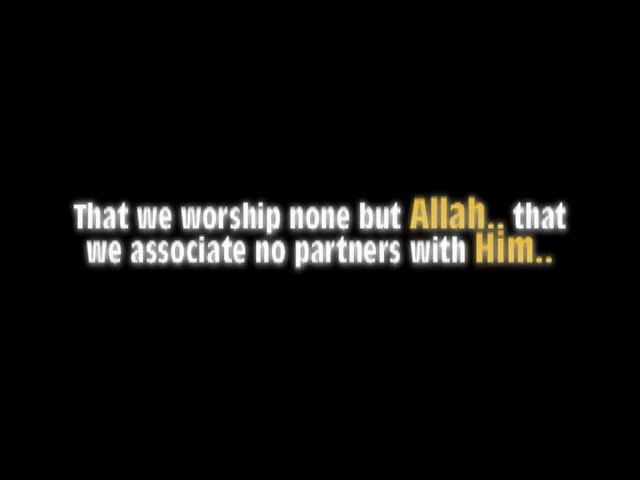 That we worship none but Allah.. that
we associate no partners with Him..